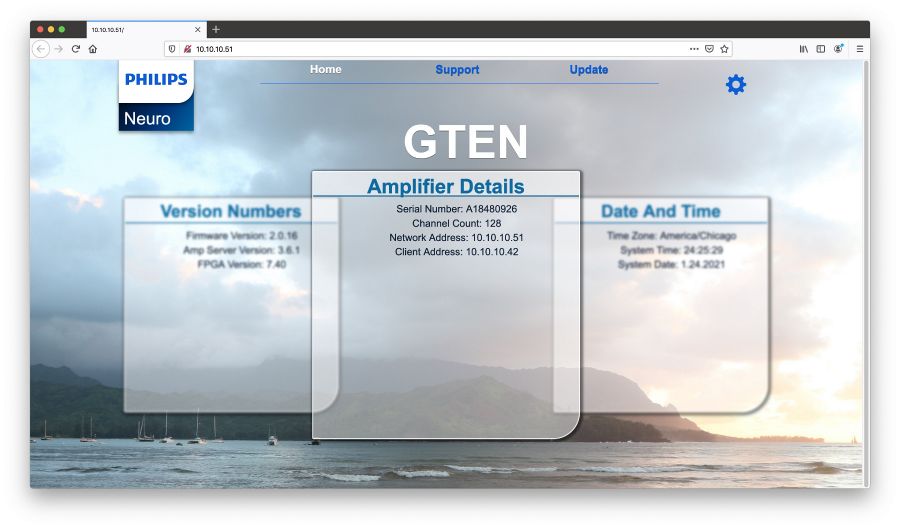 10.10.10.51/
10.10.10.51
Home
Support
Update
PHILIPS
Neuro
GTEN
Amplifier Details
Serial Number: A18480926
Channel Count: 128
Network Address: 10.10.10.51
Client Address: 10.10.10.42
Version Numbers
Firmware Version: 2.0.16
Amp Server Version: 3.6.1
FPGA Version: 7.40
Date And Time
Time Zone: America/Chicago
System Time: 24:25:29
System Date: 1.24.2021